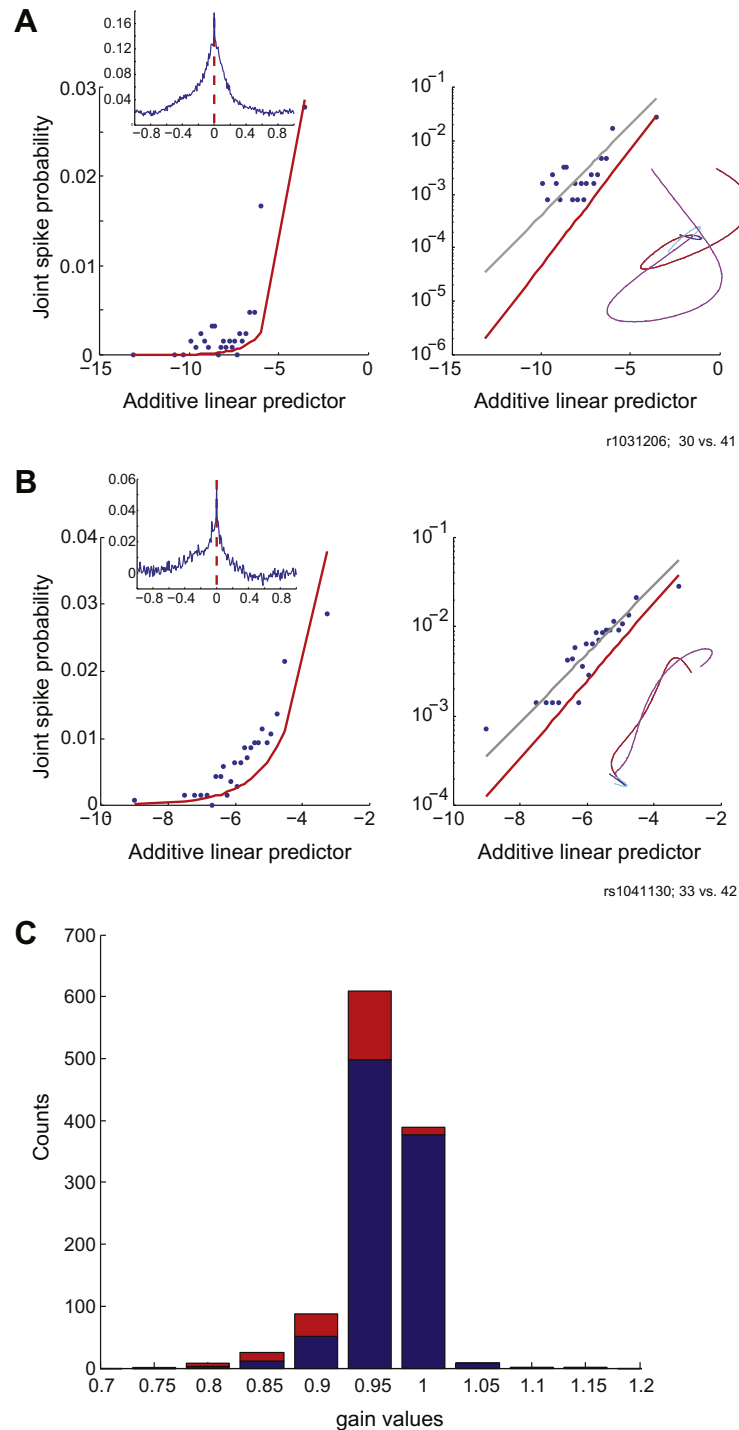 A
0.16
0.12
0.08
0.04
−0.8 −0.4 0 0.4 0.8
0.03
0.02
0.01
0
−15 −10 −5 0
Joint spike probability
Additive linear predictor
10−1
10−2
10−3
10−4
10−5
10−6
−15 −10 −5 0
Additive linear predictor
r1031206; 30 vs. 41
B
0.06
0.04
0.02
0
−0.8 −0.4 0 0.4 0.8
0.04
0.03
0.02
0.01
0
−10 −8 −6 −4 −2
Joint spike probability
Additive linear predictor
10−1
10−2
10−3
10−4
−10 −8 −6 −4 −2
Additive linear predictor
rs1041130; 33 vs. 42
C
700
600
500
400
300
200
100
0
Counts
0.7 0.75 0.8 0.85 0.9 0.95 1 1.05 1.1 1.15 1.2
gain values